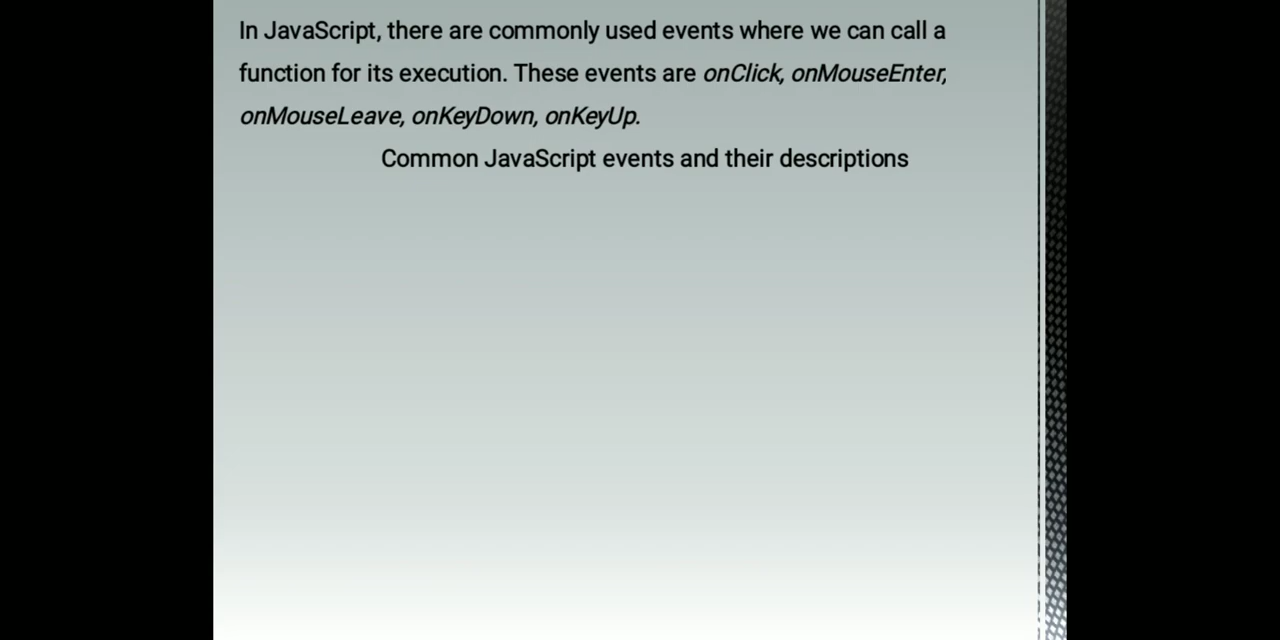 In JavaScript, there are commonly used events where we can call a
function for its execution. These events are onClick, onMouseEnter,
onMouseLeave, onKeyDown, onKeyUp.
Common JavaScript events and their descriptions